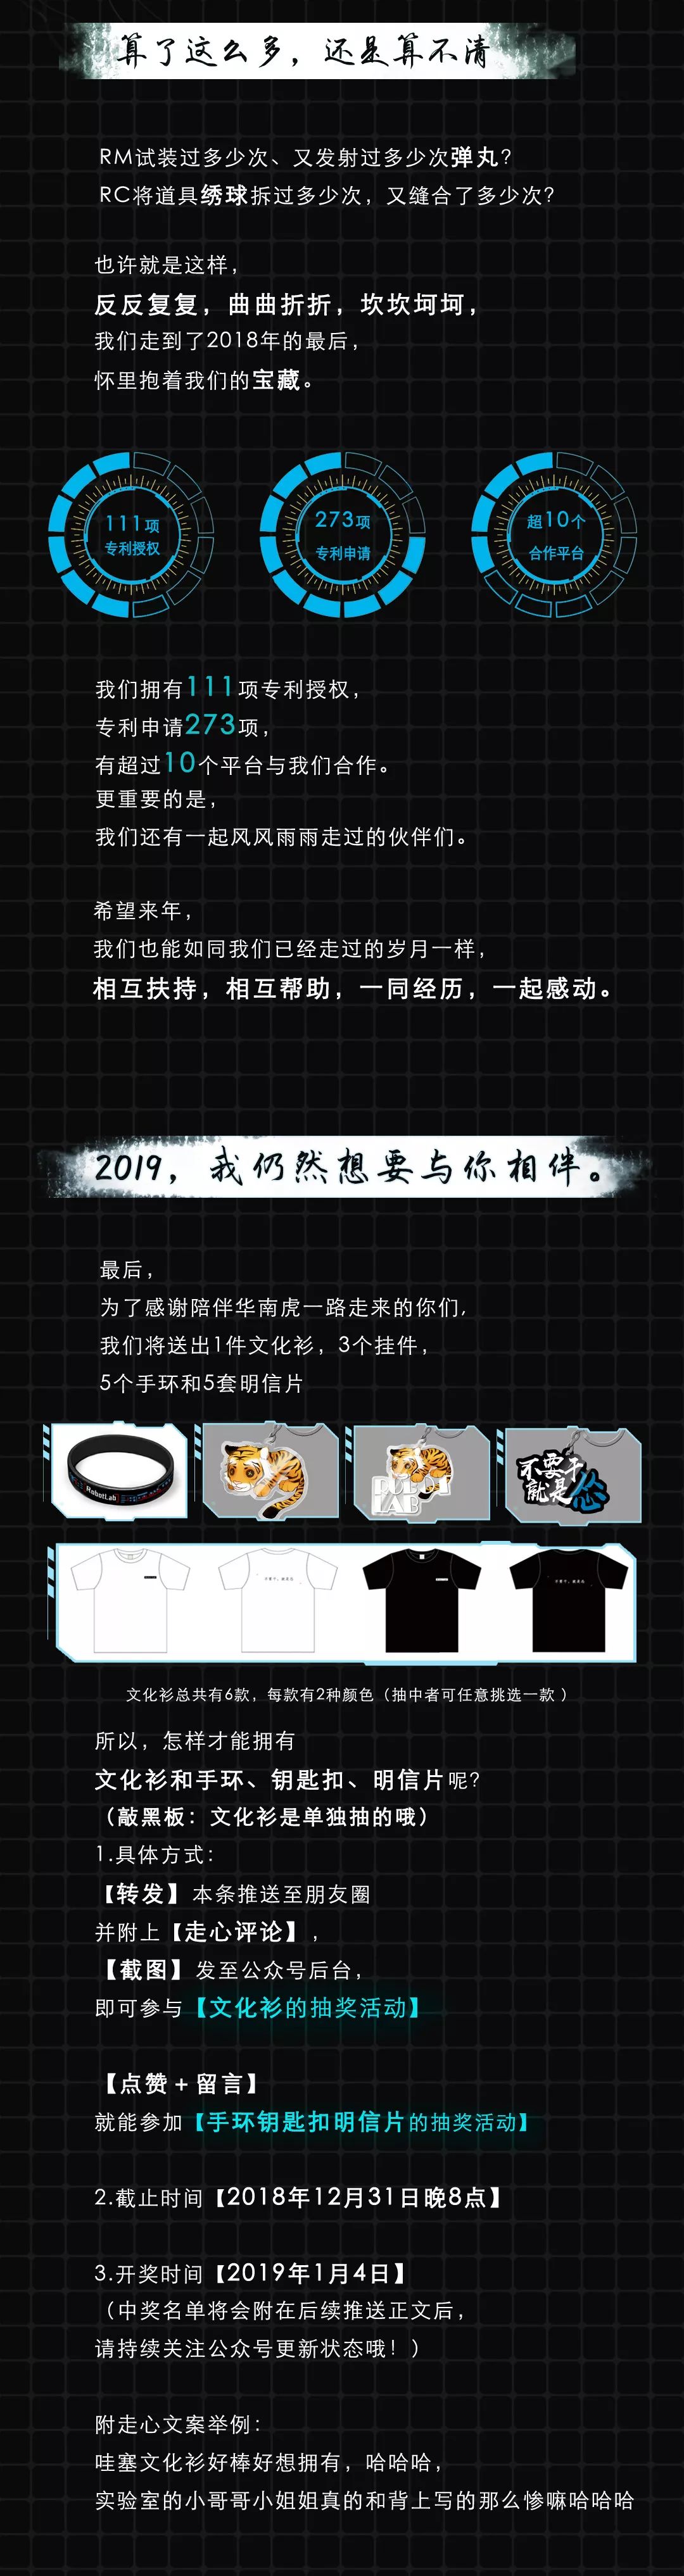 算了这么多，还是算不清
RM试装过多少次、又发射过多少次弹丸？
RC将道具绣球拆过多少次，又缝合了多少次？
也许就是这样，
反反复复，曲曲折折，坎坎坷坷，
我们走到了2018年的最后，
怀里抱着我们的宝藏。
111项
专利授权
273项
专利申请
超10个
合作平台
我们拥有111项专利授权，
专利申请273项，
有超过10个平台与我们合作。
更重要的是，
我们还有一起风风雨雨走过的伙伴们。
希望来年，
我们也能如同我们已经走过的岁月一样，
相互扶持，相互帮助，一同经历，一起感动。
2019，我仍然想要与你相伴。
最后，
为了感谢陪伴华南虎一路走来的你们，
我们将送出1件文化衫，3个挂件，
5个手环和5套明信片
RobotLab
ROBOT
LAB
不要干
就是怂
文化衫总共有6款，每款有2种颜色（抽中者可任意挑选一款 ）
所以，怎样才能拥有
文化衫和手环、钥匙扣、明信片呢？
（敲黑板：文化衫是单独抽的哦）
1.具体方式：
【转发】本条推送至朋友圈
并附上【走心评论】，
【截图】发至公众号后台，
即可参与【文化衫的抽奖活动】
【点赞＋留言】
就能参加【手环钥匙扣明信片的抽奖活动】
2.截止时间【2018年12月31日晚8点】
3.开奖时间【2019年1月4日】
（中奖名单将会附在后续推送正文后，
请持续关注公众号更新状态哦！）
附走心文案举例：
哇塞文化衫好棒好想拥有，哈哈哈，
实验室的小哥哥小姐姐真的和背上写的那么惨嘛哈哈哈